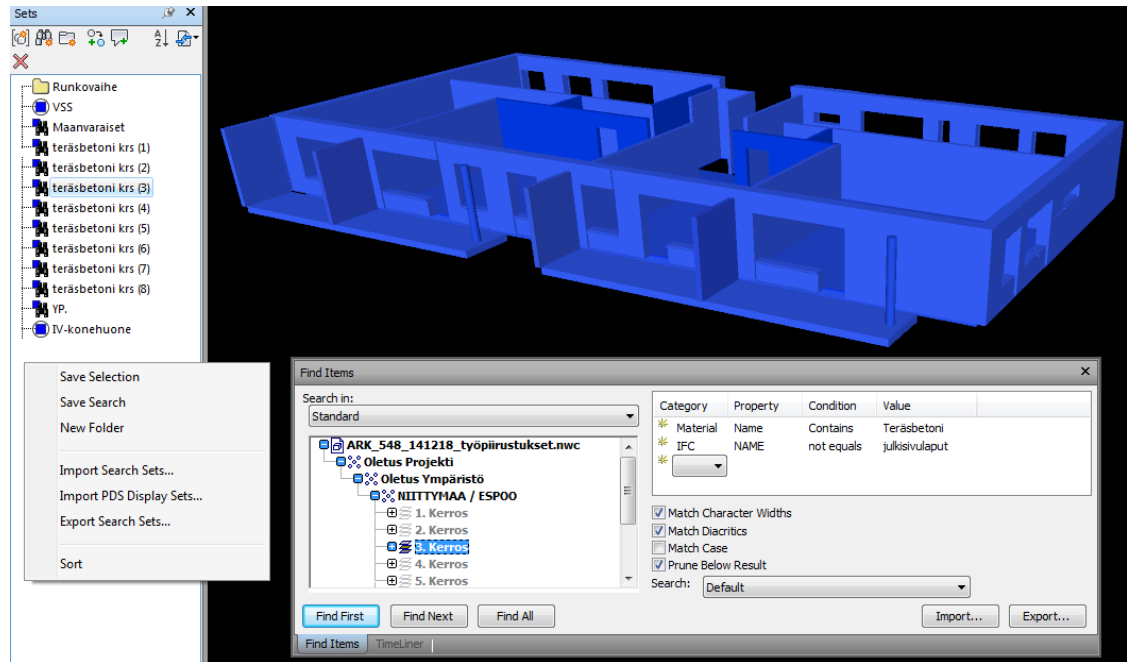 Sets
Runkovaihe
VSS
Maanvaraiset
teräsbetoni krs (1)
teräsbetoni krs (2)
teräsbetoni krs (3)
teräsbetoni krs (4)
teräsbetoni krs (5)
teräsbetoni krs (6)
teräsbetoni krs (7)
teräsbetoni krs (8)
YP.
IV-konehuone
Save Selection
Save Search
New Folder
Import Search Sets...
Import PDS Display Sets...
Export Search Sets...
Sort
Find Items
Search in:
Standard
ARK_548_141218_työpiirustukset.nwc
Oletus Projekti
Oletus Ympäristö
NIITTYMAA / ESPOO
1. Kerros
2. Kerros
3. Kerros
4. Kerros
5. Kerros
Category Property Condition Value
Material Name Contains Teräsbetoni
IFC NAME not equals julkisivulaput
Match Character Widths
Match Diacritics
Match Case
Prune Below Result
Search: Default
Find First Find Next Find All Import... Export...
Find Items TimeLiner